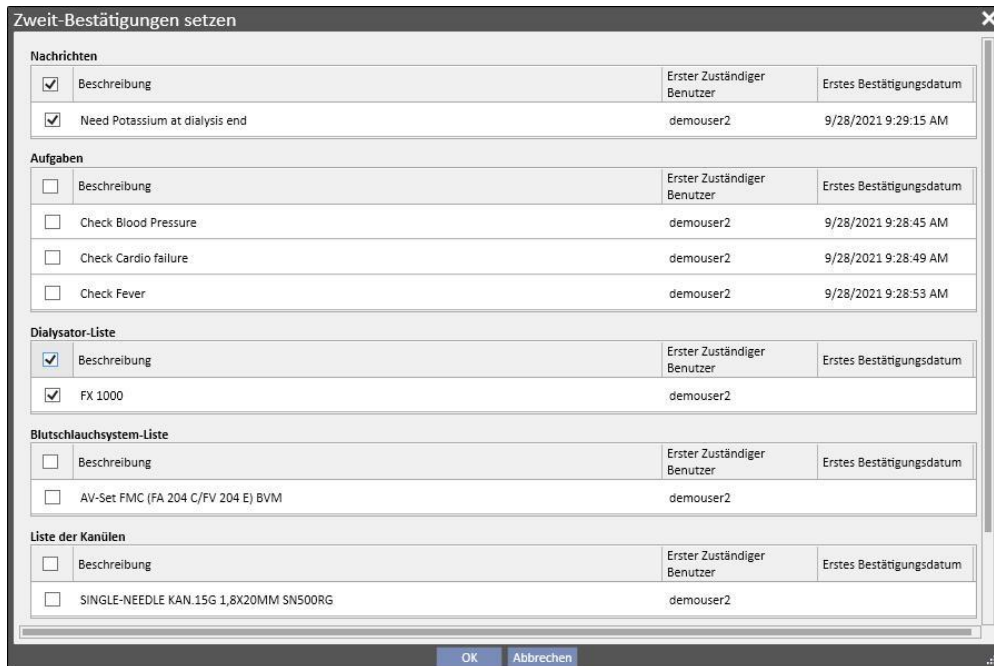 Zweit-Bestätigungen setzen
Nachrichten
Beschreibung Erster Zuständiger Benutzer Erstes Bestätigungsdatum
Need Potassium at dialysis end demouser2 9/28/2021 9:29:15 AM
Aufgaben
Beschreibung Erster Zuständiger Benutzer Erstes Bestätigungsdatum
Check Blood Pressure demouser2 9/28/2021 9:28:45 AM
Check Cardio failure demouser2 9/28/2021 9:28:49 AM
Check Fever demouser2 9/28/2021 9:28:53 AM
Dialysator-Liste
Beschreibung Erster Zuständiger Benutzer Erstes Bestätigungsdatum
FX 1000 demouser2
Blutschlauchsystem-Liste
Beschreibung Erster Zuständiger Benutzer Erstes Bestätigungsdatum
AV-Set FMC (FA 204 C/FV 204 E) BVM demouser2
Liste der Kanülen
Beschreibung Erster Zuständiger Benutzer Erstes Bestätigungsdatum
SINGLE-NEEDLE KAN.15G 1,8X20MM SN500RG demouser2
OK Abbrechen